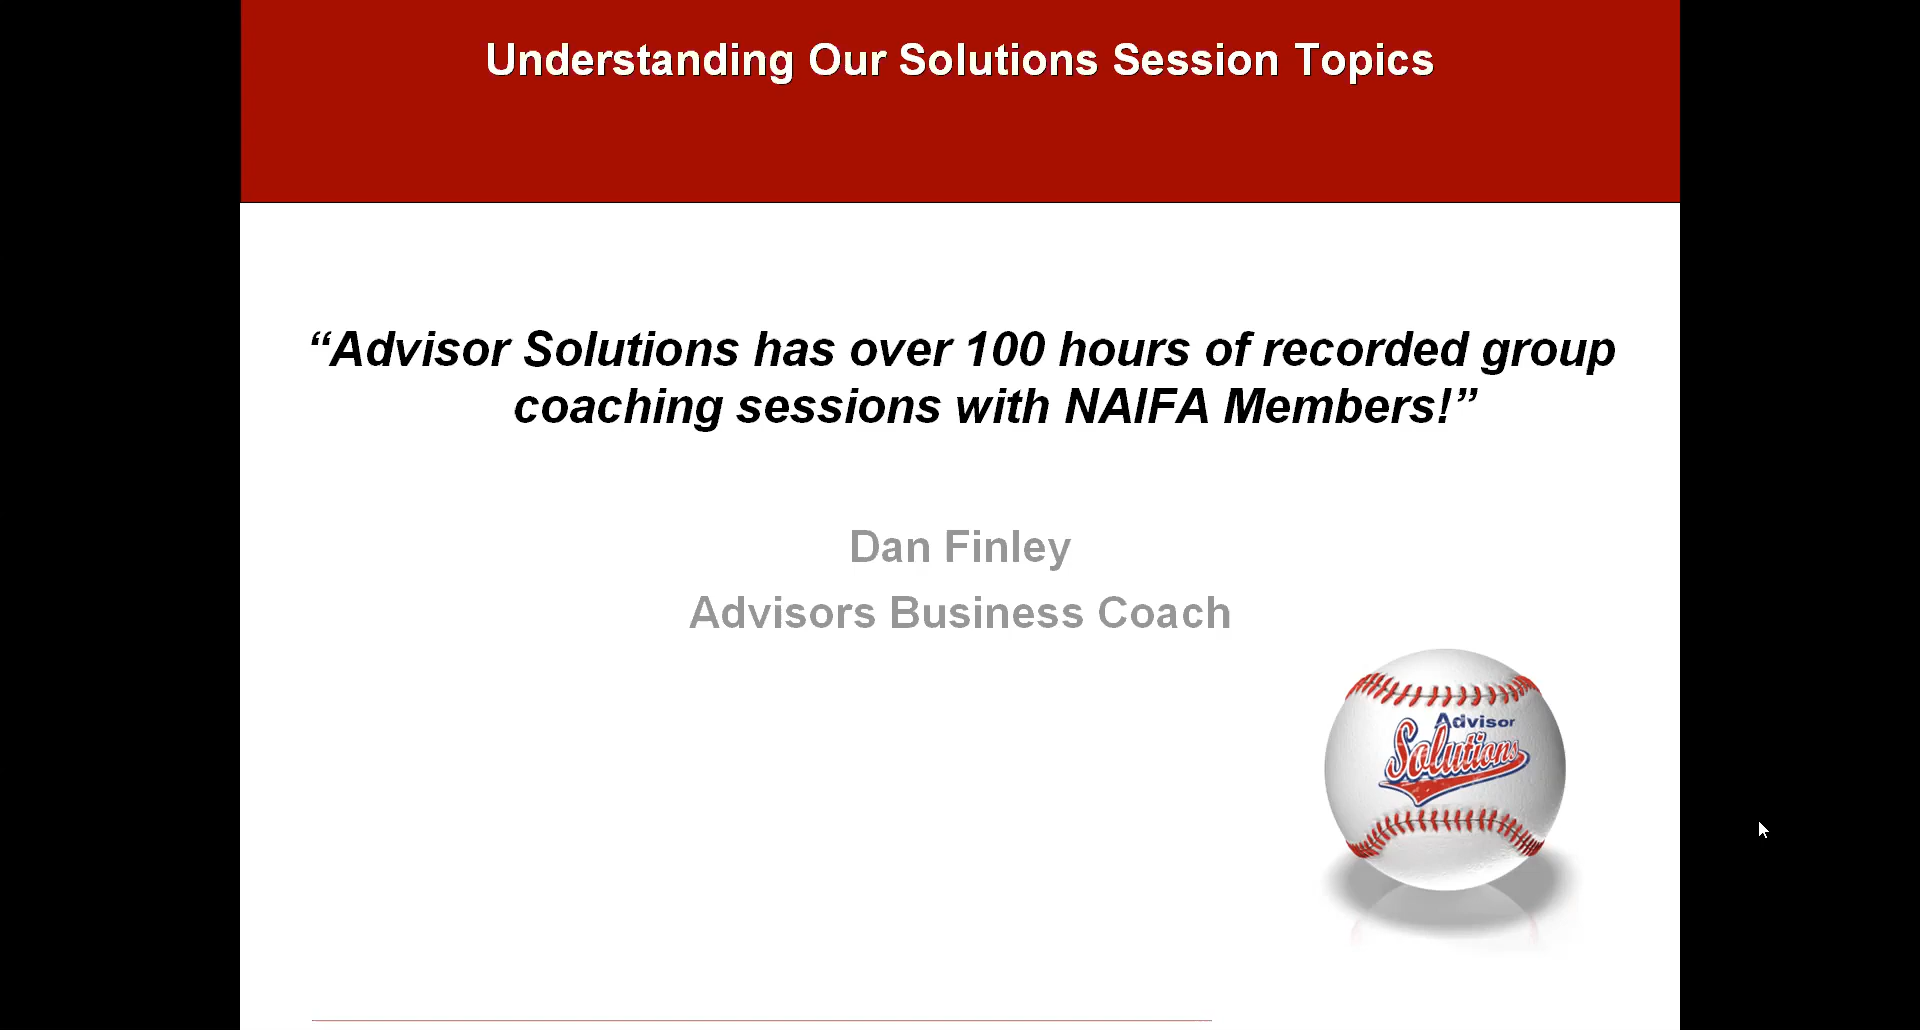 Understanding Our Solutions Session Topics
“Advisor Solutions has over 100 hours of recorded group
coaching sessions with NAIFA Members!”
Dan Finley
Advisors Business Coach
Advisor
Solutions